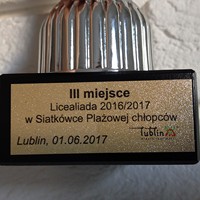 III miejsce
Licealiada 2016/2017
w Siatkówce Plażowej chłopców
Lublin, 01.06.2017
lublin